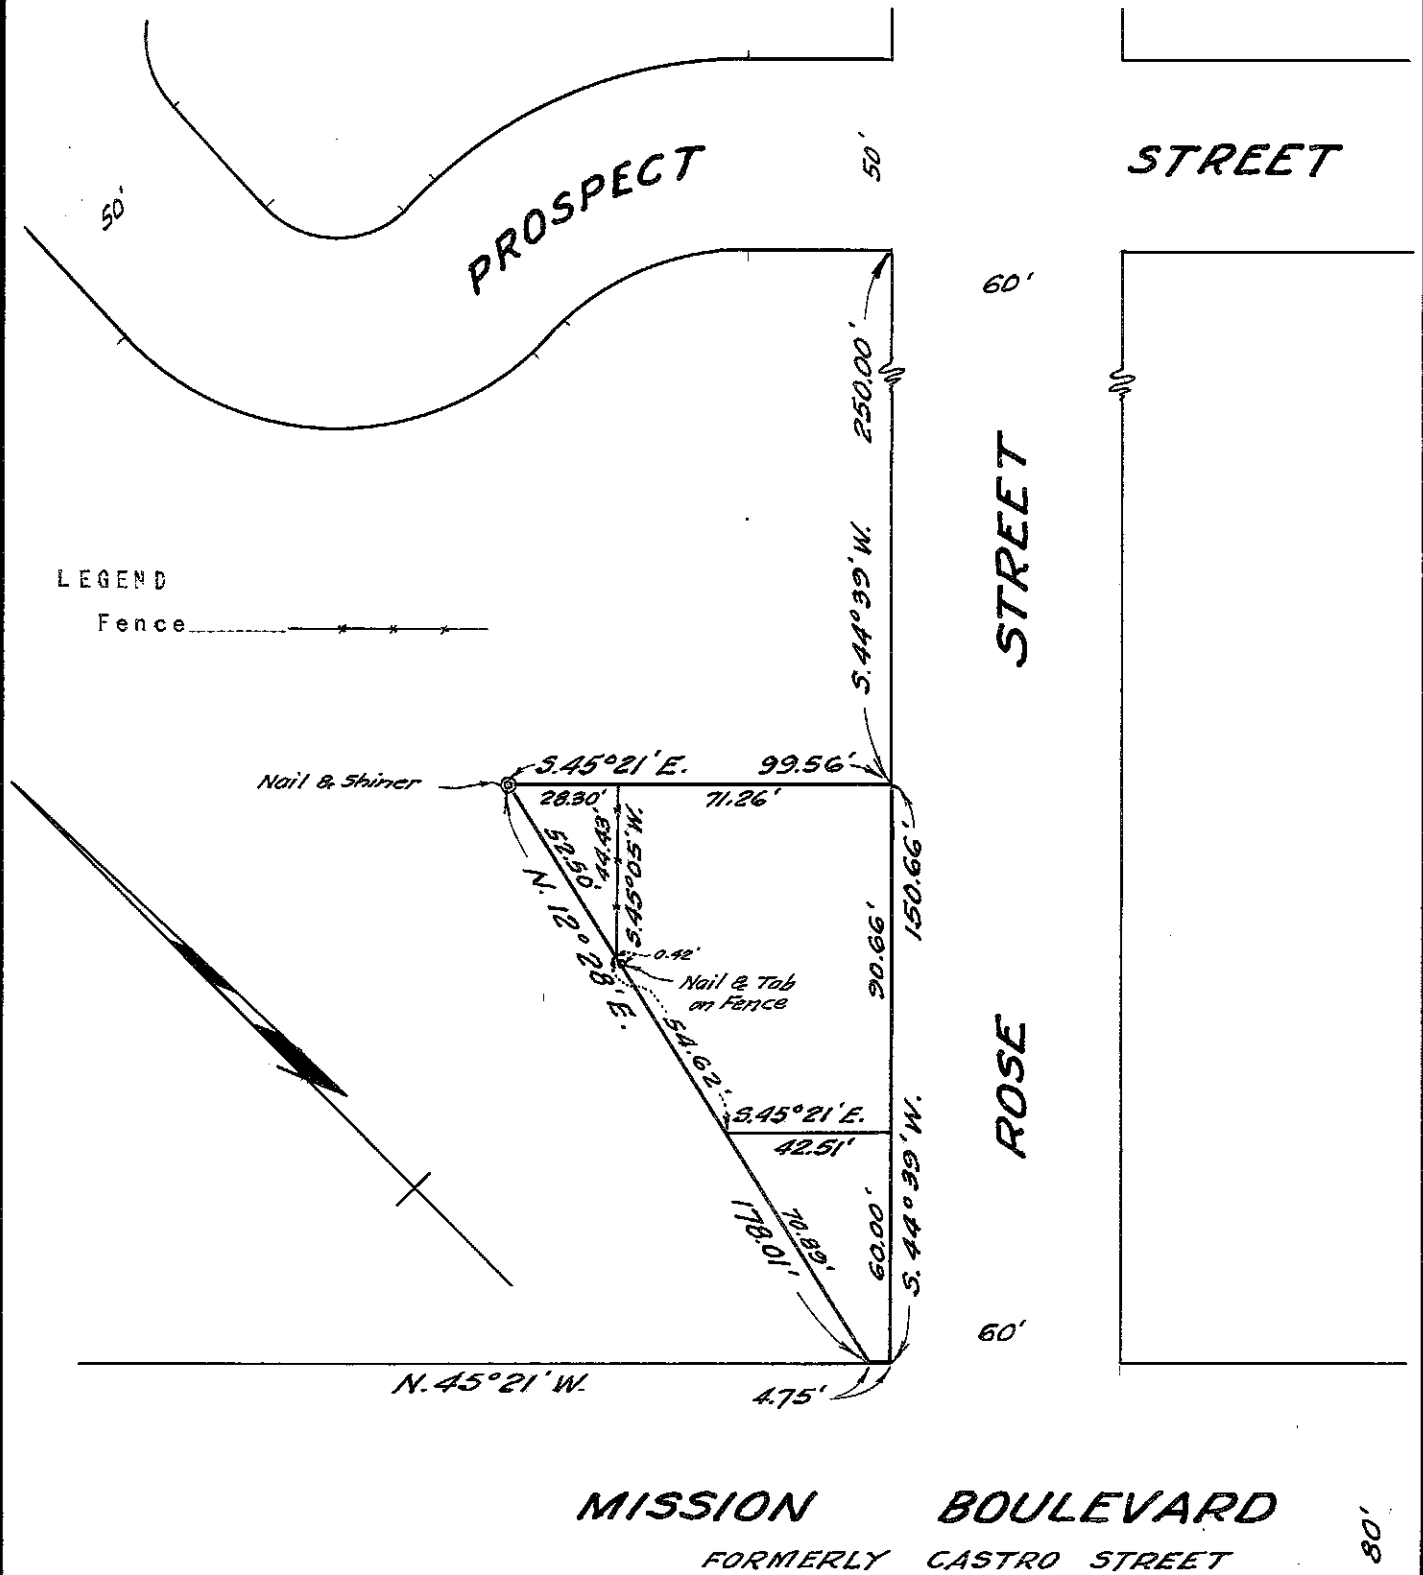 50'
PROSPECT
50'
STREET
60'
250.00'
S.44°39'W.
STREET
LEGEND
Fence
Nail & Shiner
S.45°21'E.
99.56'
28.30'
71.26'
52.50'
44.43'
S.45°05'W.
N. 12° 28' E.
0.42'
Nail & Tab
on Fence
54.62'
90.66'
150.66'
S.45°21'E.
42.51'
ROSE
178.01'
70.89'
60.00'
S. 44° 39' W.
60'
N.45°21'W.
4.75'
MISSION BOULEVARD
FORMERLY CASTRO STREET
80'